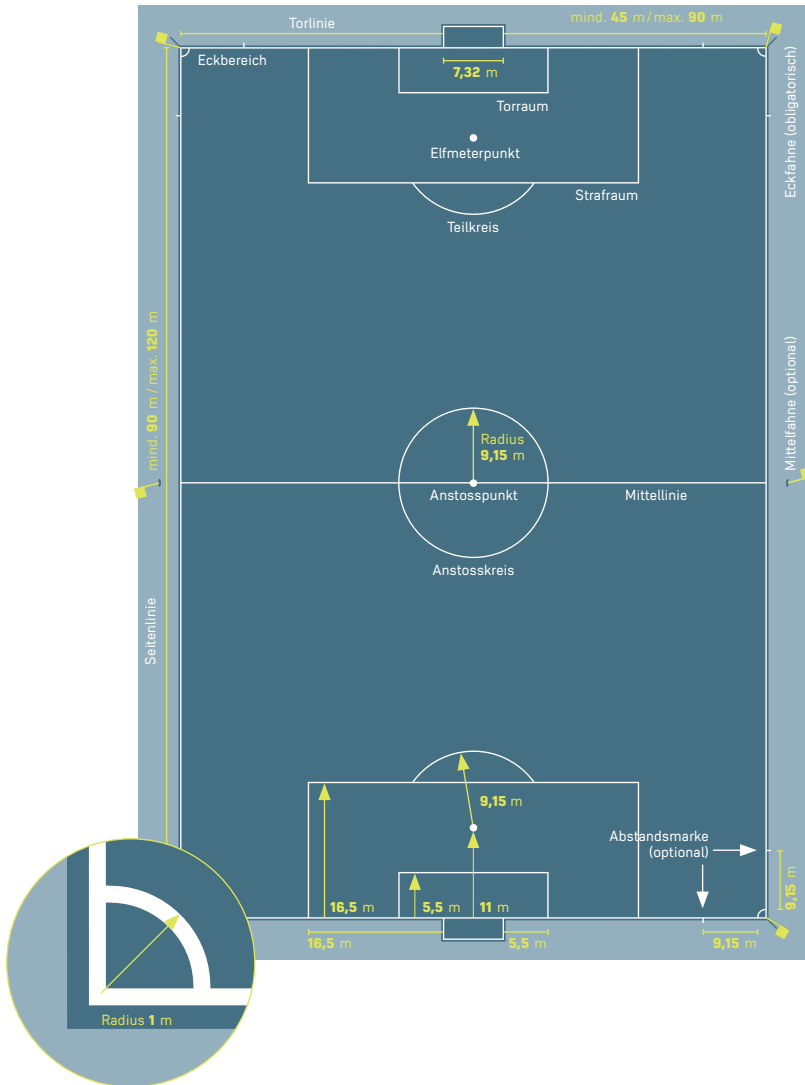 Torlinie
mind. 45 m/max. 90 m
Eckbereich
7,32 m
Torraum
Eckfahne (obligatorisch)
Elfmeterpunkt
Strafraum
Teilkreis
mind. 90 m / max. 120 m
Mittelfahne (optional)
Radius
9,15 m
Anstosspunkt
Mittellinie
Anstosskreis
Seitenlinie
9,15 m
Abstandsmarke
(optional)
9,15 m
16,5 m
5,5 m
11 m
16,5 m
5,5 m
9,15 m
Radius 1 m